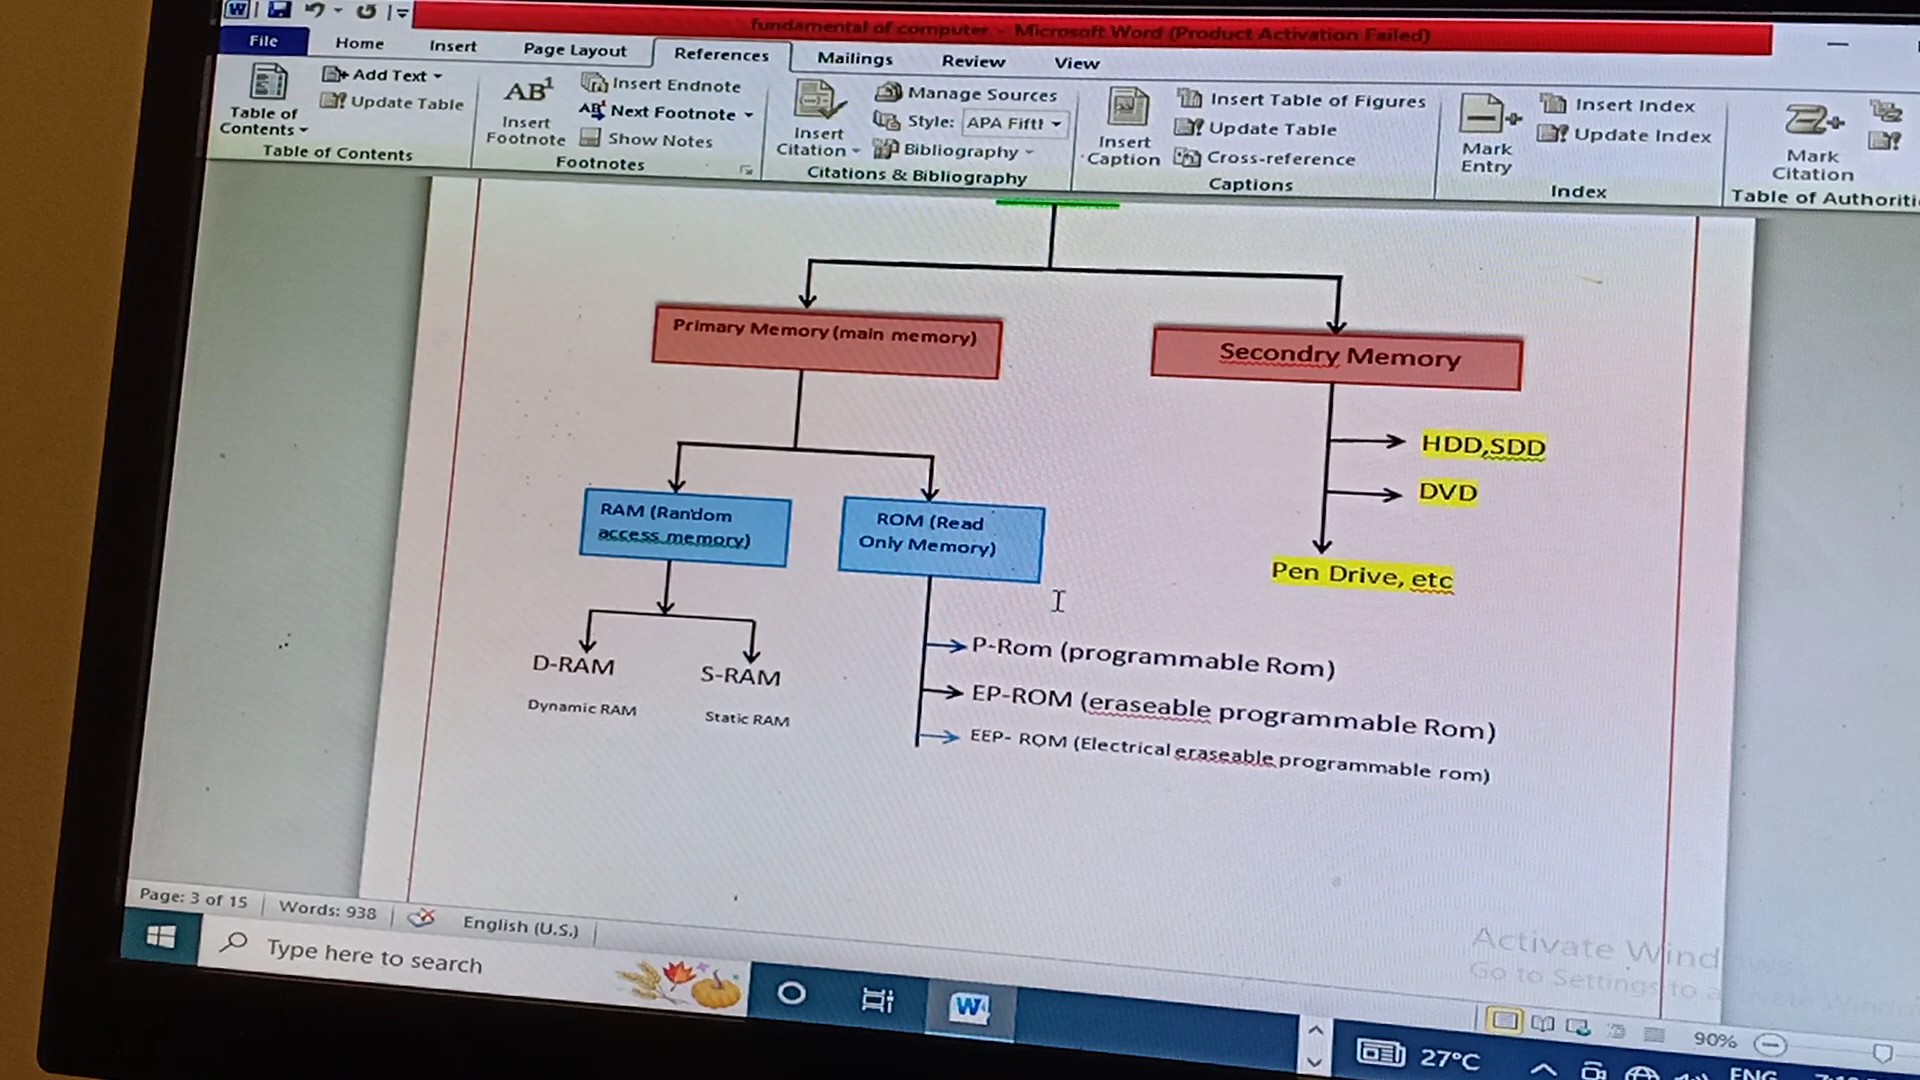 fundamental of computer - Microsoft Word (Product Activation Failed)
File Home Insert Page Layout References Mailings Review View
Table of Contents
Add Text
Update Table
Table of Contents
AB¹
Insert Footnote
Insert Endnote
AB¹ Next Footnote
Show Notes
Footnotes
Insert Citation
Manage Sources
Style: APA Fifth
Bibliography
Citations & Bibliography
Insert Caption
Insert Table of Figures
Update Table
Cross-reference
Captions
Mark Entry
Insert Index
Update Index
Index
Mark Citation
Table of Authoriti
Primary Memory (main memory)
Secondry Memory
HDD,SDD
DVD
Pen Drive, etc
RAM (Random
access memory)
ROM (Read
Only Memory)
D-RAM
Dynamic RAM
S-RAM
Static RAM
P-Rom (programmable Rom)
EP-ROM (eraseable programmable Rom)
EEP- ROM (Electrical eraseable programmable rom)
Activate Windows
Go to Settings to activate Windo
Page: 3 of 15 Words: 938 English (U.S.)
90%
Type here to search
W
27°C
ENG